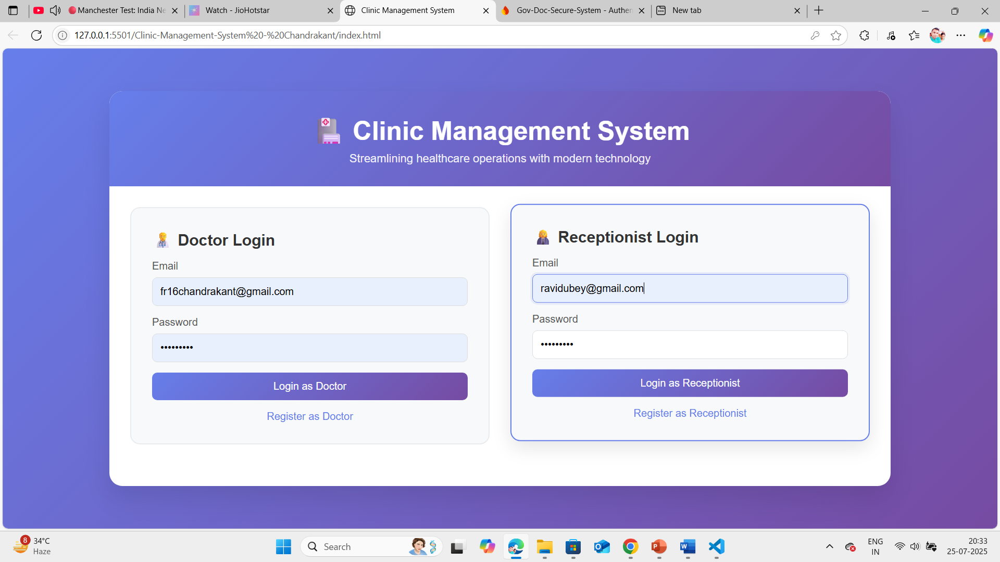 Manchester Test: India Ne
Watch - JioHotstar
Clinic Management System
Gov-Doc-Secure-System - Authen
New tab
127.0.0.1:5501/Clinic-Management-System%20-%20Chandrakant/index.html
Clinic Management System
Streamlining healthcare operations with modern technology
Doctor Login
Email
fr16chandrakant@gmail.com
Password
•••••••••
Login as Doctor
Register as Doctor
Receptionist Login
Email
ravidubey@gmail.com
Password
•••••••••
Login as Receptionist
Register as Receptionist
8
34°C
Haze
Search
ENG
IN
20:33
25-07-2025